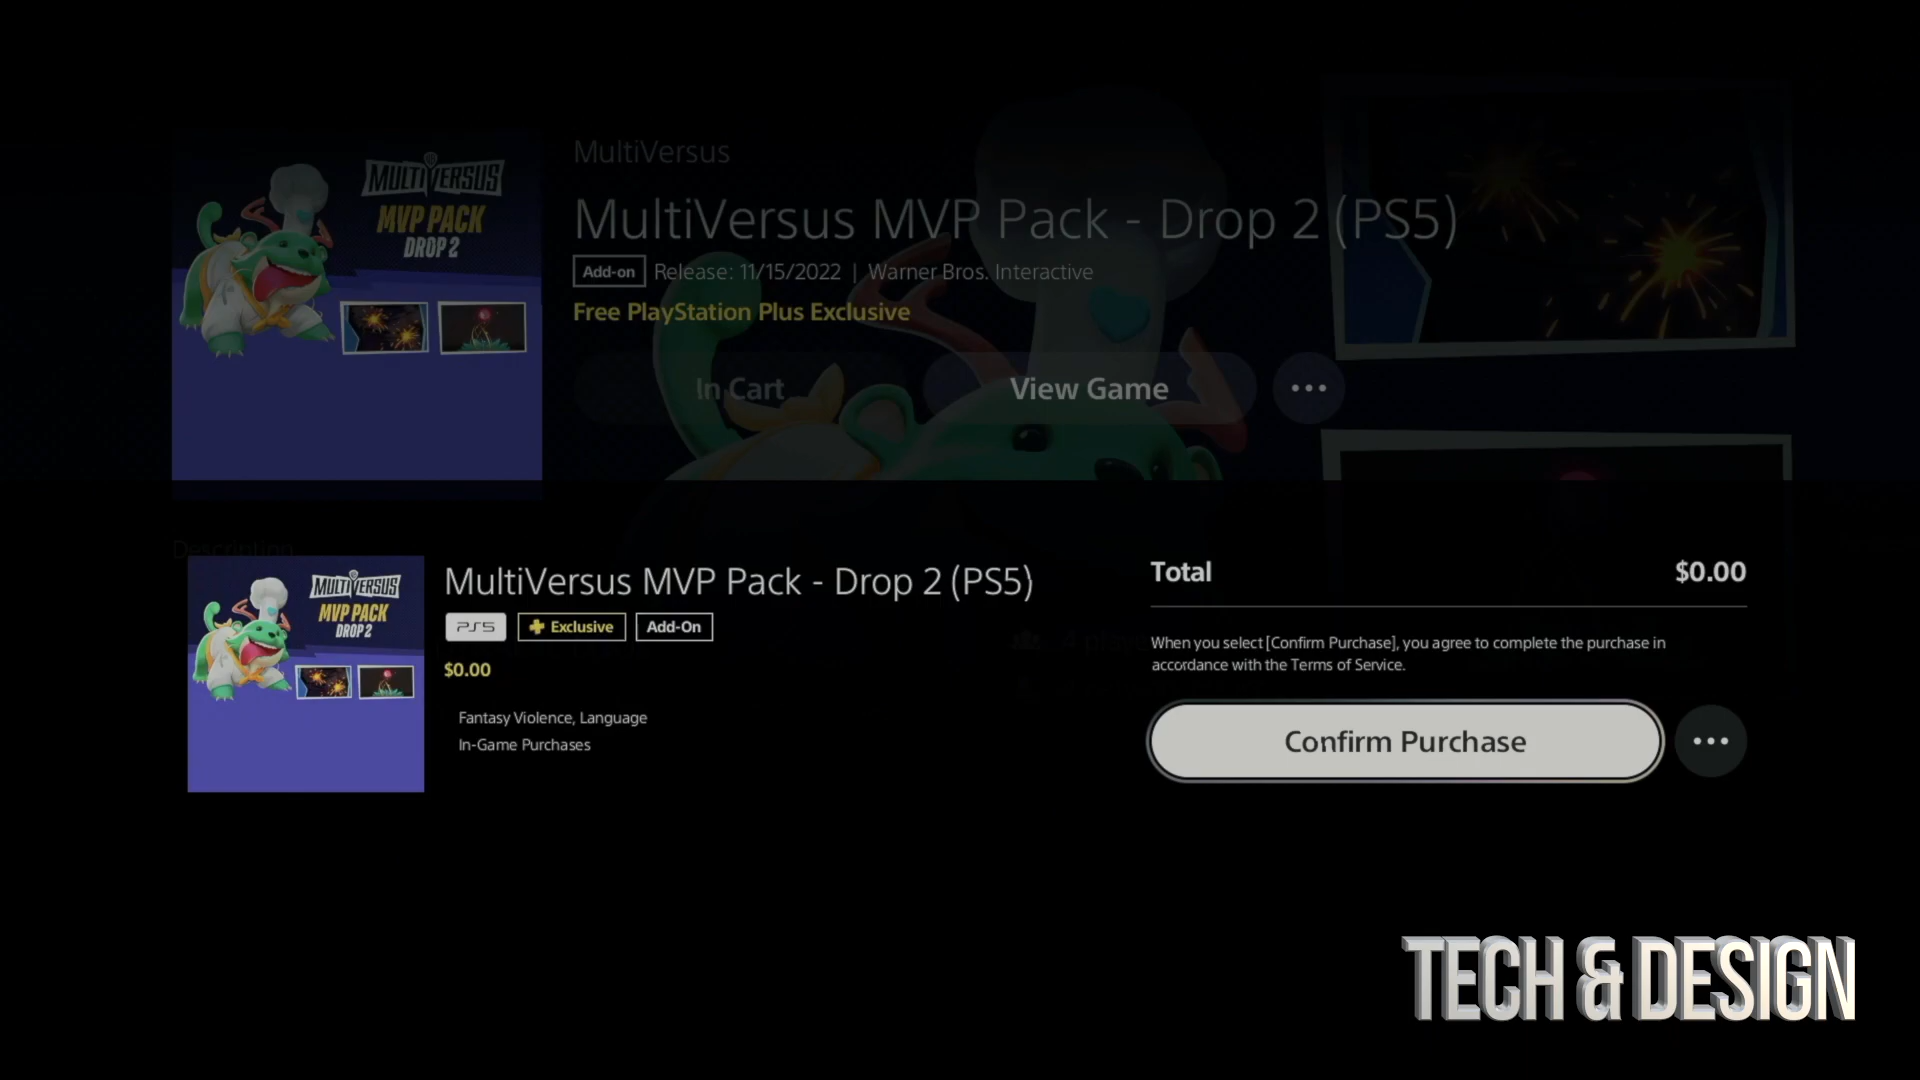 MULTIVERSUS
MVP PACK
DROP 2
MultiVersus
MultiVersus MVP Pack - Drop 2 (PS5)
Add-on Release: 11/15/2022 | Warner Bros. Interactive
Free PlayStation Plus Exclusive
In Cart
View Game
Description
MULTIVERSUS
MVP PACK
DROP 2
MultiVersus MVP Pack - Drop 2 (PS5)
PS5 Exclusive Add-On
$0.00
Fantasy Violence, Language
In-Game Purchases
Total $0.00
When you select [Confirm Purchase], you agree to complete the purchase in
accordance with the Terms of Service.
Confirm Purchase
TECH & DESIGN